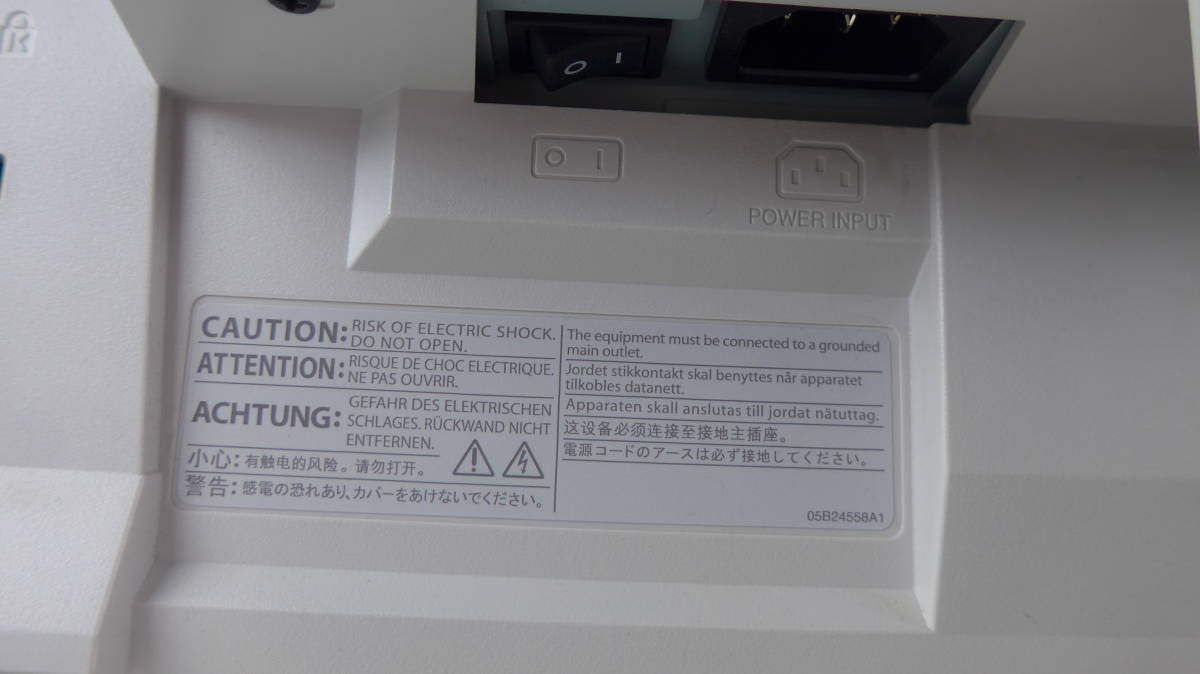 K
O I
POWER INPUT
CAUTION: RISK OF ELECTRIC SHOCK.
DO NOT OPEN.
ATTENTION: RISQUE DE CHOC ELECTRIQUE.
NE PAS OUVRIR.
ACHTUNG: GEFAHR DES ELEKTRISCHEN
SCHLAGES. RÜCKWAND NICHT
ENTFERNEN.
小心: 有触电的风险。请勿打开。
警告: 感電の恐れあり、カバーをあけないでください。
The equipment must be connected to a grounded
main outlet.
Jordet stikkontakt skal benyttes når apparatet
tilkobles datanett.
Apparaten skall anslutas till jordat nätuttag.
这设备必须连接至接地主插座。
電源コードのアースは必ず接地してください。
05B24558A1